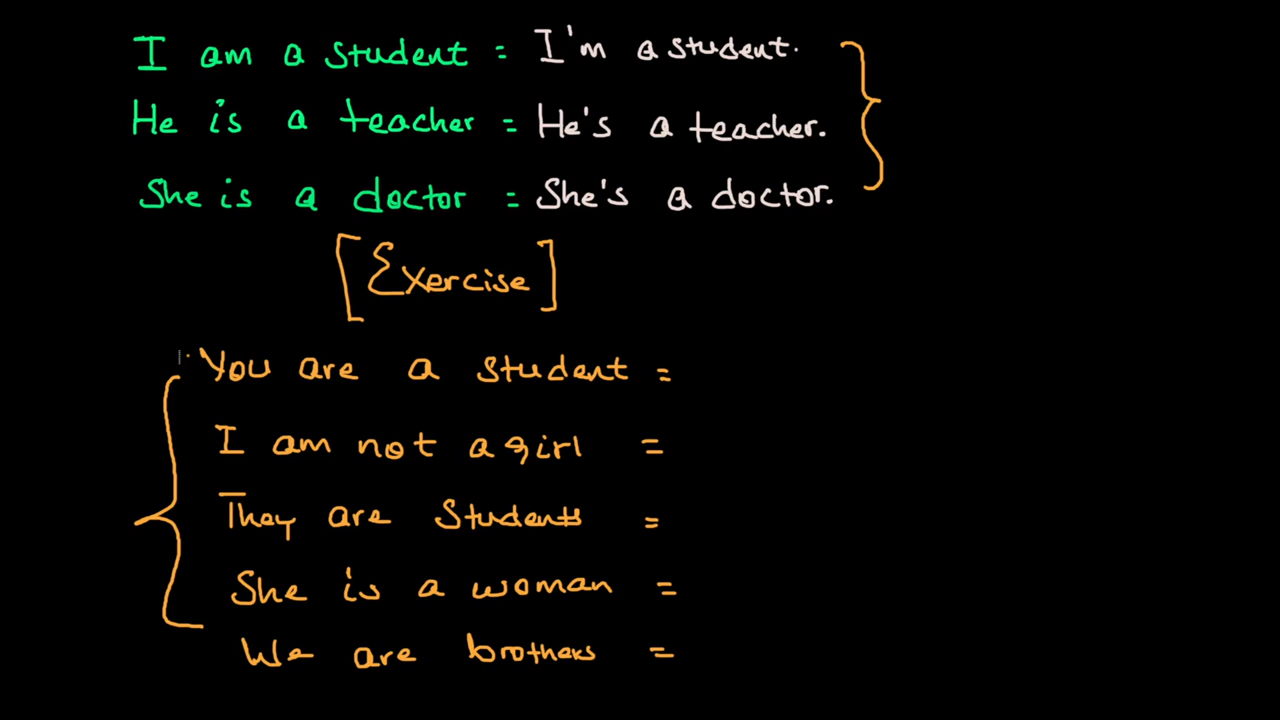 I am a student = I'm a student.
He is a teacher = He's a teacher.
She is a doctor = She's a doctor.
[Exercise]
You are a student =
I am not a girl =
They are students =
She is a woman =
We are brothers =